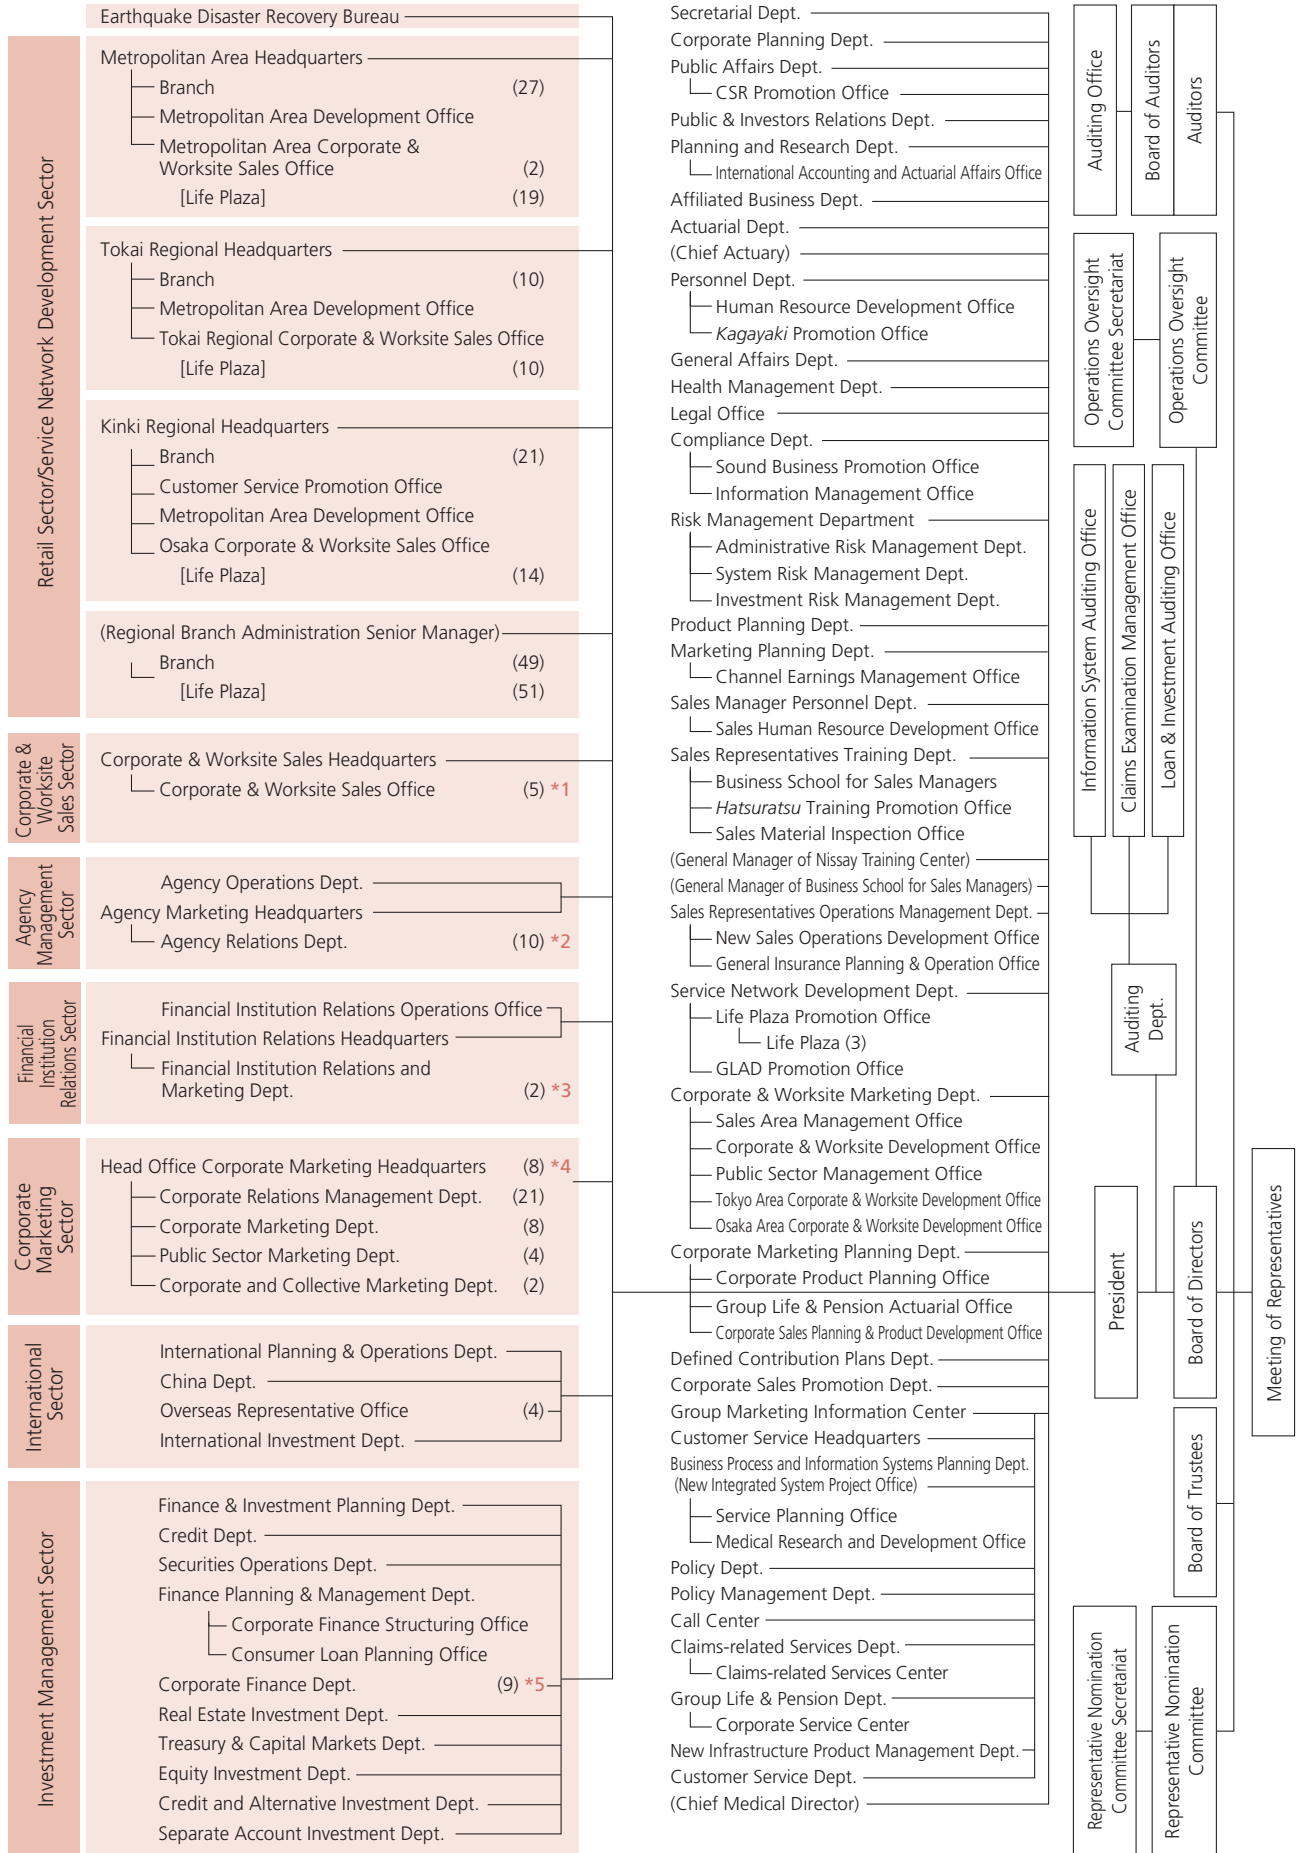 Earthquake Disaster Recovery Bureau
Retail Sector/Service Network Development Sector
Metropolitan Area Headquarters
Branch (27)
Metropolitan Area Development Office
Metropolitan Area Corporate &
Worksite Sales Office (2)
[Life Plaza] (19)
Tokai Regional Headquarters
Branch (10)
Metropolitan Area Development Office
Tokai Regional Corporate & Worksite Sales Office
[Life Plaza] (10)
Kinki Regional Headquarters
Branch (21)
Customer Service Promotion Office
Metropolitan Area Development Office
Osaka Corporate & Worksite Sales Office
[Life Plaza] (14)
(Regional Branch Administration Senior Manager)
Branch (49)
[Life Plaza] (51)
Corporate &
Worksite
Sales Sector
Corporate & Worksite Sales Headquarters
Corporate & Worksite Sales Office (5) *1
Agency
Management
Sector
Agency Operations Dept.
Agency Marketing Headquarters
Agency Relations Dept. (10) *2
Financial
Institution
Relations Sector
Financial Institution Relations Operations Office
Financial Institution Relations Headquarters
Financial Institution Relations and
Marketing Dept. (2) *3
Corporate
Marketing
Sector
Head Office Corporate Marketing Headquarters (8) *4
Corporate Relations Management Dept. (21)
Corporate Marketing Dept. (8)
Public Sector Marketing Dept. (4)
Corporate and Collective Marketing Dept. (2)
International
Sector
International Planning & Operations Dept.
China Dept.
Overseas Representative Office (4)
International Investment Dept.
Investment Management Sector
Finance & Investment Planning Dept.
Credit Dept.
Securities Operations Dept.
Finance Planning & Management Dept.
Corporate Finance Structuring Office
Consumer Loan Planning Office
Corporate Finance Dept. (9) *5
Real Estate Investment Dept.
Treasury & Capital Markets Dept.
Equity Investment Dept.
Credit and Alternative Investment Dept.
Separate Account Investment Dept.
Secretarial Dept.
Corporate Planning Dept.
Public Affairs Dept.
CSR Promotion Office
Public & Investors Relations Dept.
Planning and Research Dept.
International Accounting and Actuarial Affairs Office
Affiliated Business Dept.
Actuarial Dept.
(Chief Actuary)
Personnel Dept.
Human Resource Development Office
Kagayaki Promotion Office
General Affairs Dept.
Health Management Dept.
Legal Office
Compliance Dept.
Sound Business Promotion Office
Information Management Office
Risk Management Department
Administrative Risk Management Dept.
System Risk Management Dept.
Investment Risk Management Dept.
Product Planning Dept.
Marketing Planning Dept.
Channel Earnings Management Office
Sales Manager Personnel Dept.
Sales Human Resource Development Office
Sales Representatives Training Dept.
Business School for Sales Managers
Hatsuratsu Training Promotion Office
Sales Material Inspection Office
(General Manager of Nissay Training Center)
(General Manager of Business School for Sales Managers)
Sales Representatives Operations Management Dept.
New Sales Operations Development Office
General Insurance Planning & Operation Office
Service Network Development Dept.
Life Plaza Promotion Office
Life Plaza (3)
GLAD Promotion Office
Corporate & Worksite Marketing Dept.
Sales Area Management Office
Corporate & Worksite Development Office
Public Sector Management Office
Tokyo Area Corporate & Worksite Development Office
Osaka Area Corporate & Worksite Development Office
Corporate Marketing Planning Dept.
Corporate Product Planning Office
Group Life & Pension Actuarial Office
Corporate Sales Planning & Product Development Office
Defined Contribution Plans Dept.
Corporate Sales Promotion Dept.
Group Marketing Information Center
Customer Service Headquarters
Business Process and Information Systems Planning Dept.
(New Integrated System Project Office)
Service Planning Office
Medical Research and Development Office
Policy Dept.
Policy Management Dept.
Call Center
Claims-related Services Dept.
Claims-related Services Center
Group Life & Pension Dept.
Corporate Service Center
New Infrastructure Product Management Dept.
Customer Service Dept.
(Chief Medical Director)
Auditing Office
Board of Auditors
Auditors
Operations Oversight
Committee Secretariat
Operations Oversight
Committee
Information System Auditing Office
Claims Examination Management Office
Loan & Investment Auditing Office
Auditing
Dept.
President
Board of Directors
Meeting of Representatives
Board of Trustees
Representative Nomination
Committee Secretariat
Representative Nomination
Committee